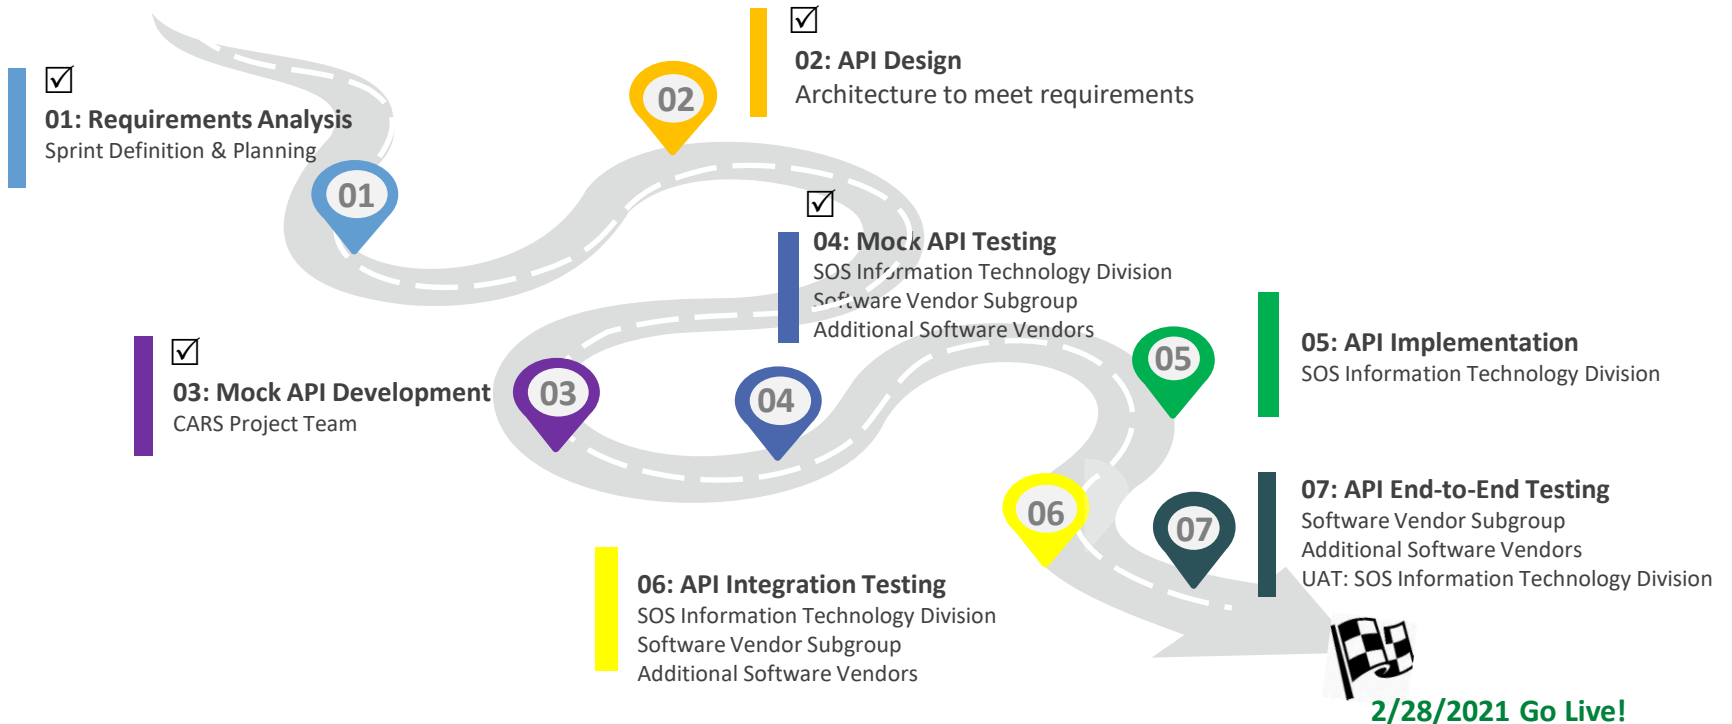 01: Requirements Analysis
Sprint Definition & Planning
01
02: API Design
Architecture to meet requirements
02
03: Mock API Development
CARS Project Team
03
04: Mock API Testing
SOS Information Technology Division
Software Vendor Subgroup
Additional Software Vendors
04
05: API Implementation
SOS Information Technology Division
05
06: API Integration Testing
SOS Information Technology Division
Software Vendor Subgroup
Additional Software Vendors
06
07: API End-to-End Testing
Software Vendor Subgroup
Additional Software Vendors
UAT: SOS Information Technology Division
07
2/28/2021 Go Live!